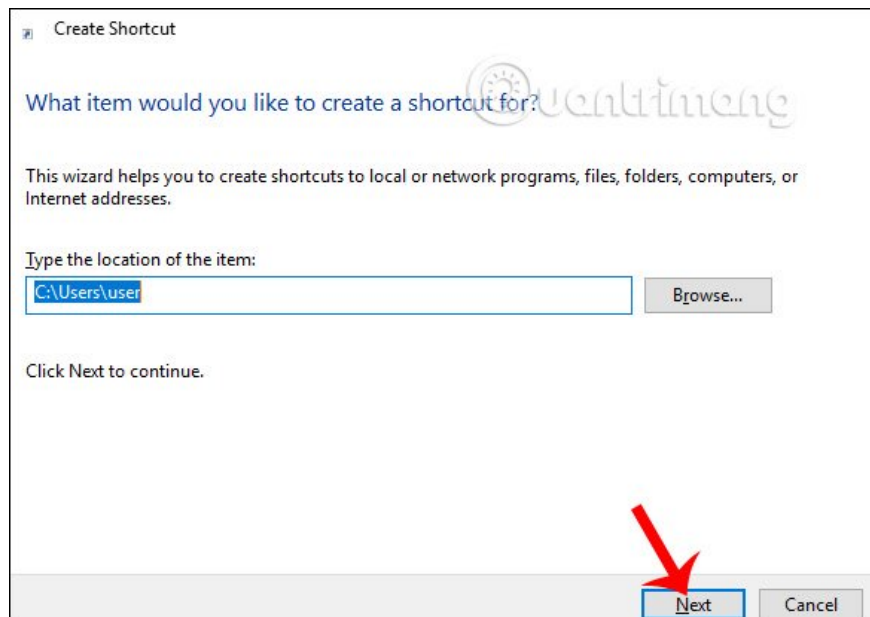 Create Shortcut
What item would you like to create a shortcut for?
Quantrimang
This wizard helps you to create shortcuts to local or network programs, files, folders, computers, or
Internet addresses.
Type the location of the item:
C:\Users\user
Browse...
Click Next to continue.
Next
Cancel